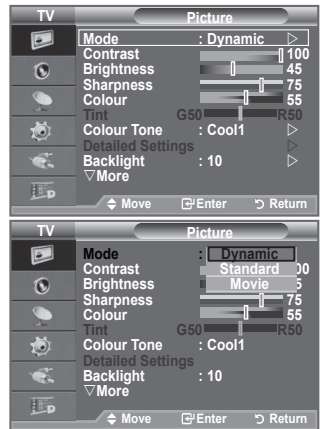 TV Picture
Mode : Dynamic ▷
Contrast 100
Brightness 45
Sharpness 75
Colour 55
Tint G50 R50
Colour Tone : Cool1 ▷
Detailed Settings ▷
Backlight : 10 ▷
▽More
Move Enter Return
TV Picture
Mode : Dynamic
Contrast Standard 00
Brightness Movie 5
Sharpness 75
Colour 55
Tint G50 R50
Colour Tone : Cool1
Detailed Settings
Backlight : 10
▽More
Move Enter Return